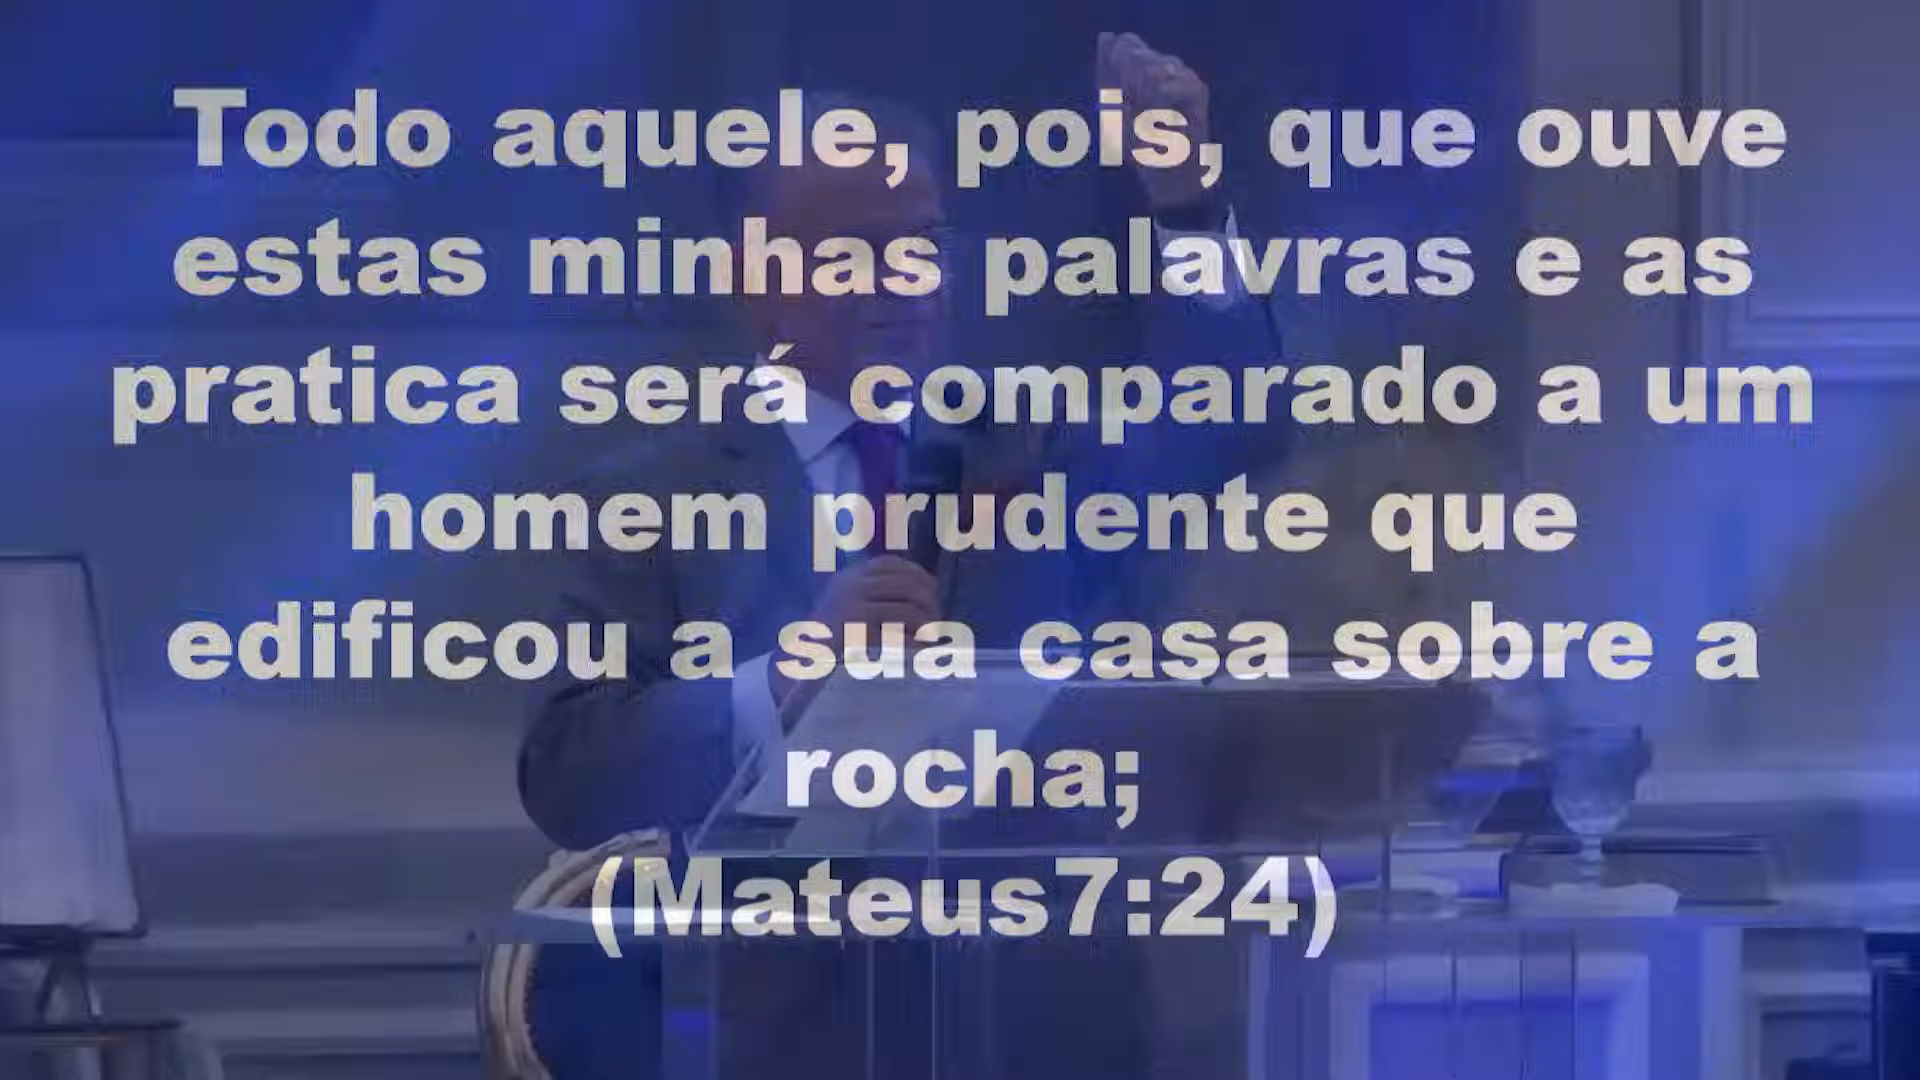 Todo aquele, pois, que ouve
estas minhas palavras e as
pratica será comparado a um
homem prudente que
edificou a sua casa sobre a
rocha;
(Mateus7:24)